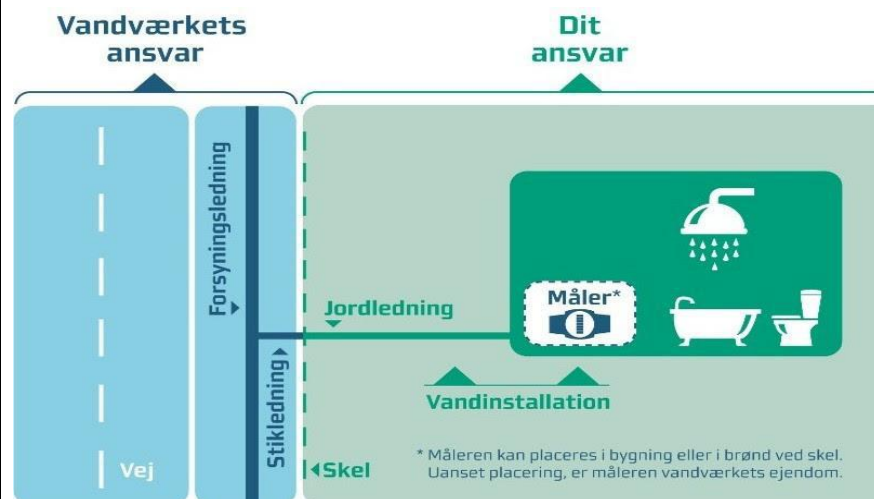 Vandværkets
ansvar
Dit
ansvar
Forsyningsledning
Stikledning
Jordledning
Måler*
Vandinstallation
Vej
Skel
* Måleren kan placeres i bygning eller i brønd ved skel.
Uanset placering, er måleren vandværkets ejendom.